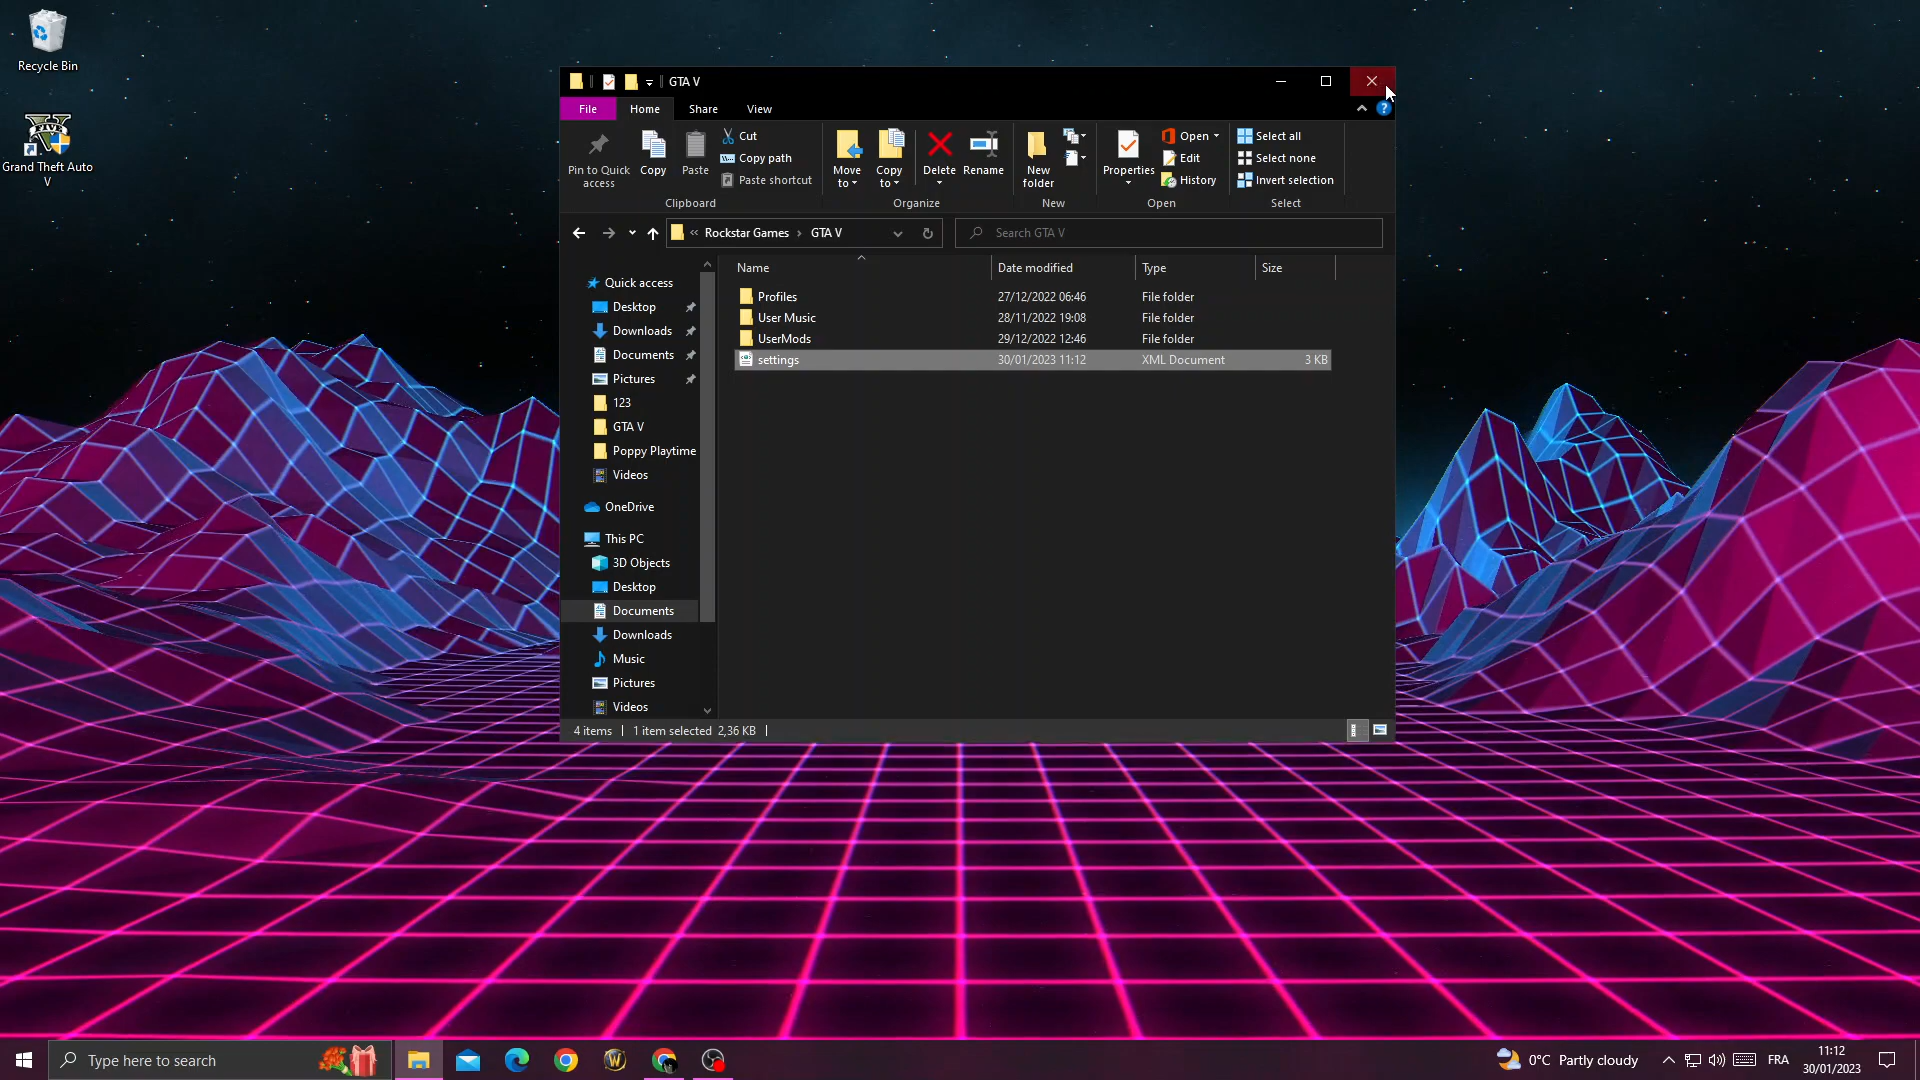 Recycle Bin
FIVE
Grand Theft Auto
V
GTA V
File
Home
Share
View
Pin to Quick
access
Copy
Paste
Cut
Copy path
Paste shortcut
Clipboard
Move
to
Copy
to
Delete
Rename
Organize
New
folder
New
Properties
Open
Edit
History
Open
Select all
Select none
Invert selection
Select
« Rockstar Games › GTA V
Search GTA V
Name
Date modified
Type
Size
Profiles 27/12/2022 06:46 File folder
User Music 28/11/2022 19:08 File folder
UserMods 29/12/2022 12:46 File folder
settings 30/01/2023 11:12 XML Document 3 KB
Quick access
Desktop
Downloads
Documents
Pictures
123
GTA V
Poppy Playtime
Videos
OneDrive
This PC
3D Objects
Desktop
Documents
Downloads
Music
Pictures
Videos
4 items
1 item selected 2,36 KB
Type here to search
0°C Partly cloudy
FRA
11:12
30/01/2023